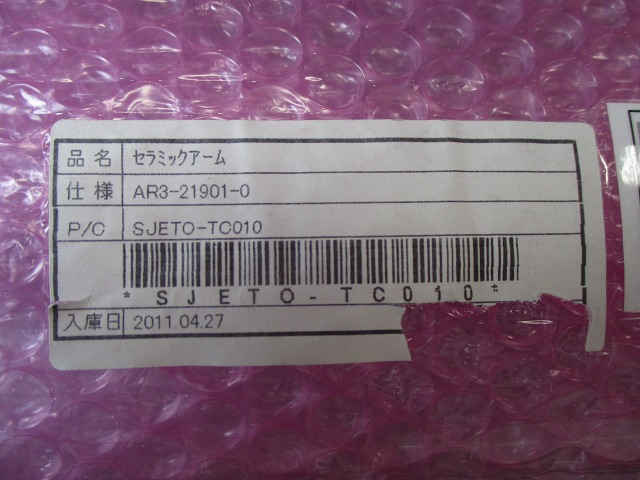 品名 セラミックアーム
仕様 AR3-21901-0
P/C SJETO-TC010
*SJETO-TC010*
入庫日 2011.04.27